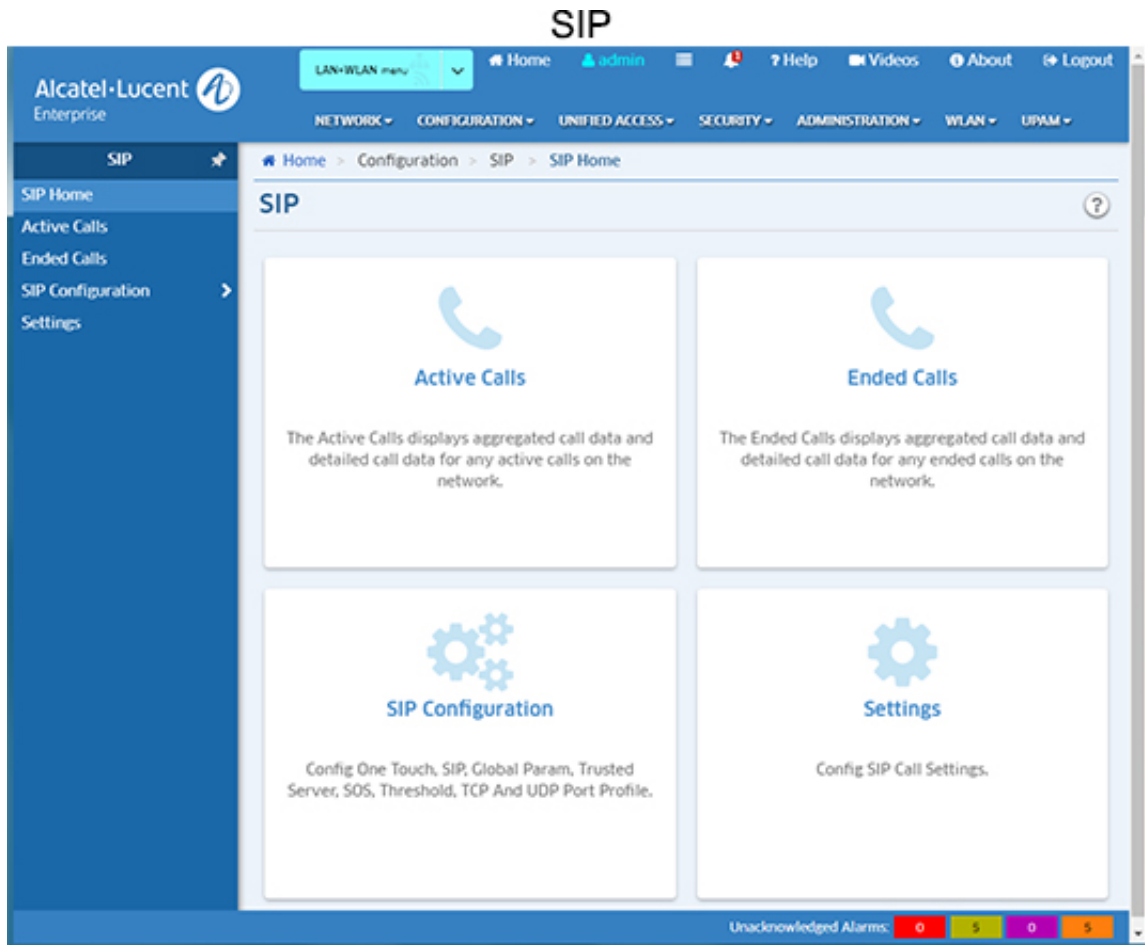 SIP
Alcatel·Lucent
Enterprise
LAN+WLAN menu
Home admin ? Help Videos About Logout
NETWORK CONFIGURATION UNIFIED ACCESS SECURITY ADMINISTRATION WLAN UPAM
SIP
SIP Home
Active Calls
Ended Calls
SIP Configuration
Settings
Home > Configuration > SIP > SIP Home
SIP
?
Active Calls
The Active Calls displays aggregated call data and
detailed call data for any active calls on the
network.
Ended Calls
The Ended Calls displays aggregated call data and
detailed call data for any ended calls on the
network.
SIP Configuration
Config One Touch, SIP, Global Param, Trusted
Server, SOS, Threshold, TCP And UDP Port Profile.
Settings
Config SIP Call Settings.
Unacknowledged Alarms: 0 5 0 5